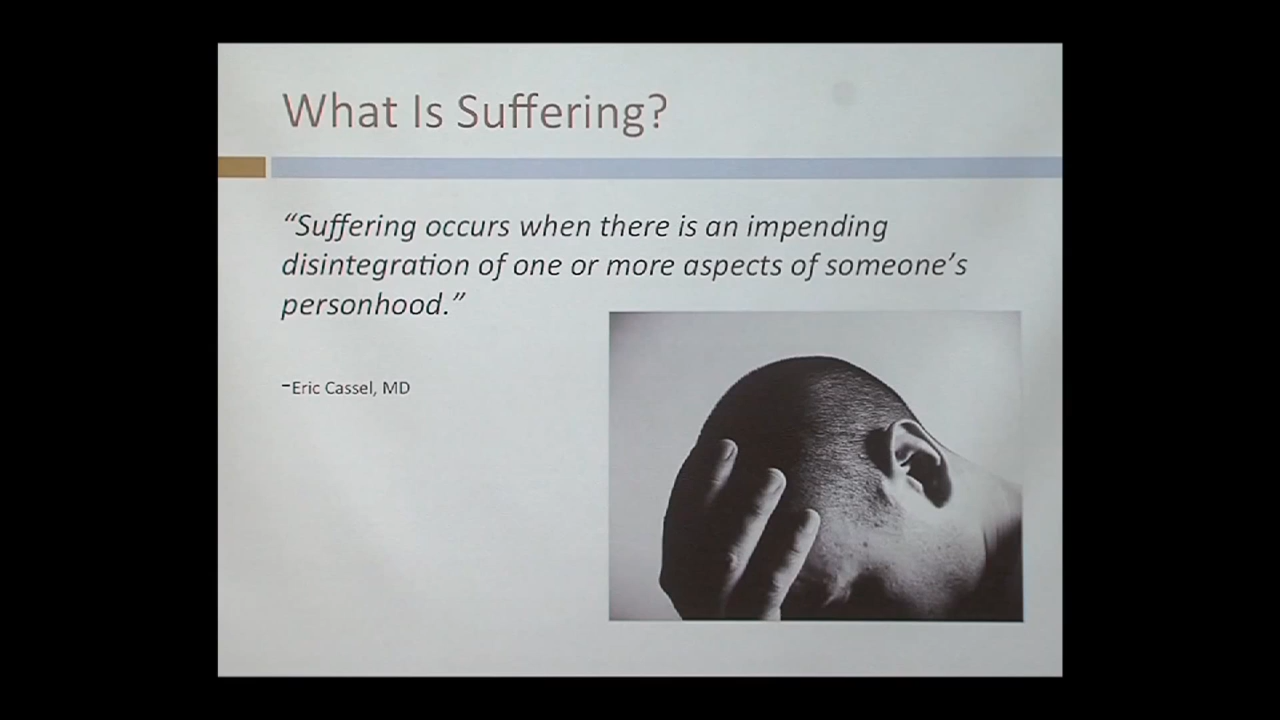 What Is Suffering?
“Suffering occurs when there is an impending
disintegration of one or more aspects of someone’s
personhood.”
-Eric Cassel, MD